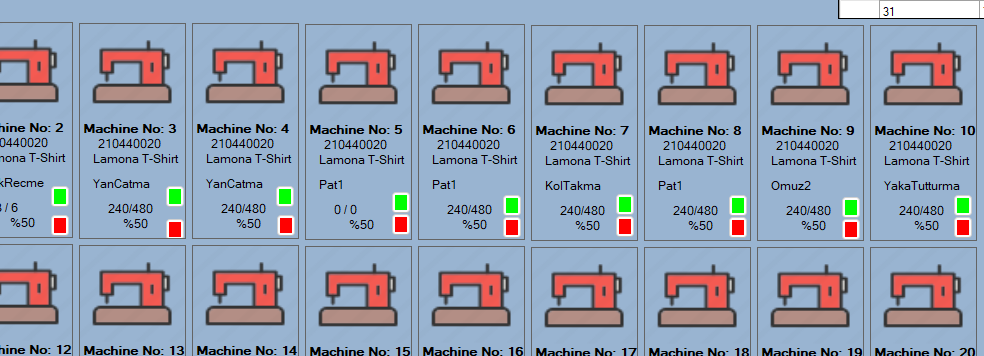 31
hine No: 2
Machine No: 3
Machine No: 4
Machine No: 5
Machine No: 6
Machine No: 7
Machine No: 8
Machine No: 9
Machine No: 10
0440020
210440020
210440020
210440020
210440020
210440020
210440020
210440020
210440020
mona T-Shirt
Lamona T-Shirt
Lamona T-Shirt
Lamona T-Shirt
Lamona T-Shirt
Lamona T-Shirt
Lamona T-Shirt
Lamona T-Shirt
Lamona T-Shirt
kRecme
YanCatma
YanCatma
Pat1
Pat1
KolTakma
Pat1
Omuz2
YakaTutturma
/ 6
240/480
240/480
0 / 0
240/480
240/480
240/480
240/480
240/480
%50
%50
%50
%50
%50
%50
%50
%50
%50
hine No: 12
Machine No: 13
Machine No: 14
Machine No: 15
Machine No: 16
Machine No: 17
Machine No: 18
Machine No: 19
Machine No: 20